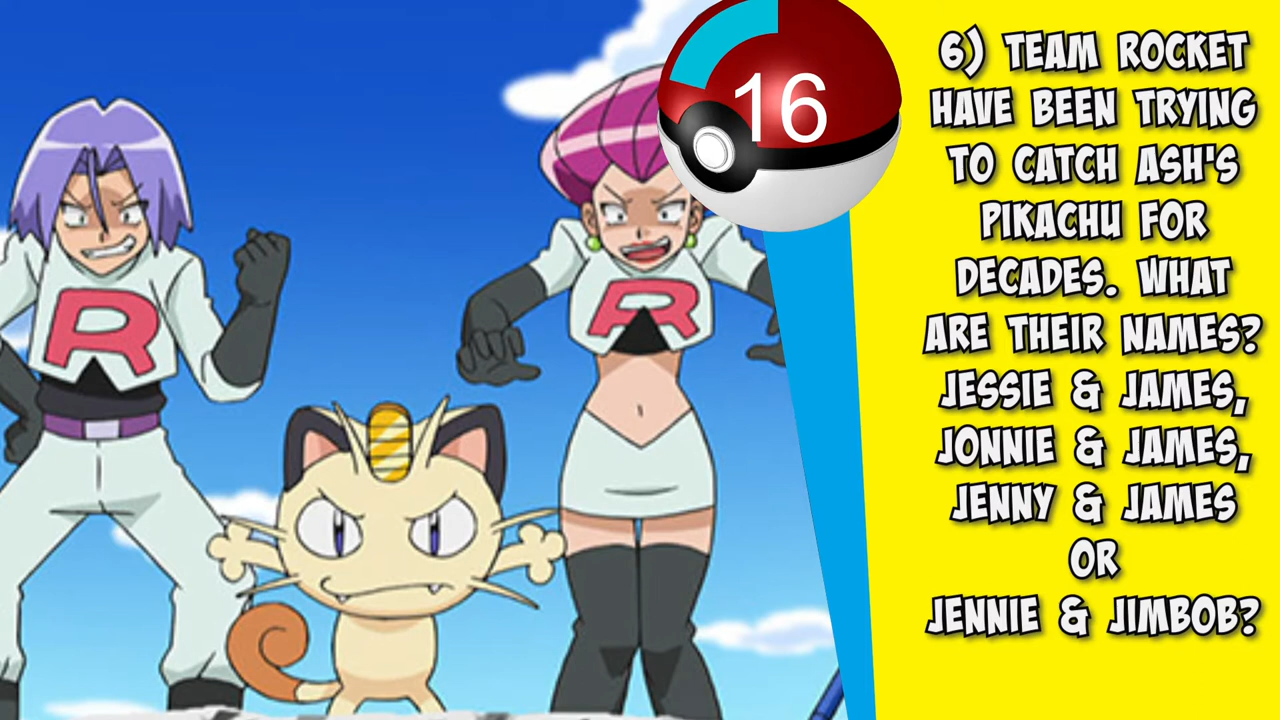 R
R
16
6) TEAM ROCKET
HAVE BEEN TRYING
TO CATCH ASH'S
PIKACHU FOR
DECADES. WHAT
ARE THEIR NAMES?
JESSIE & JAMES,
JONNIE & JAMES,
JENNY & JAMES
OR
JENNIE & JIMBOB?